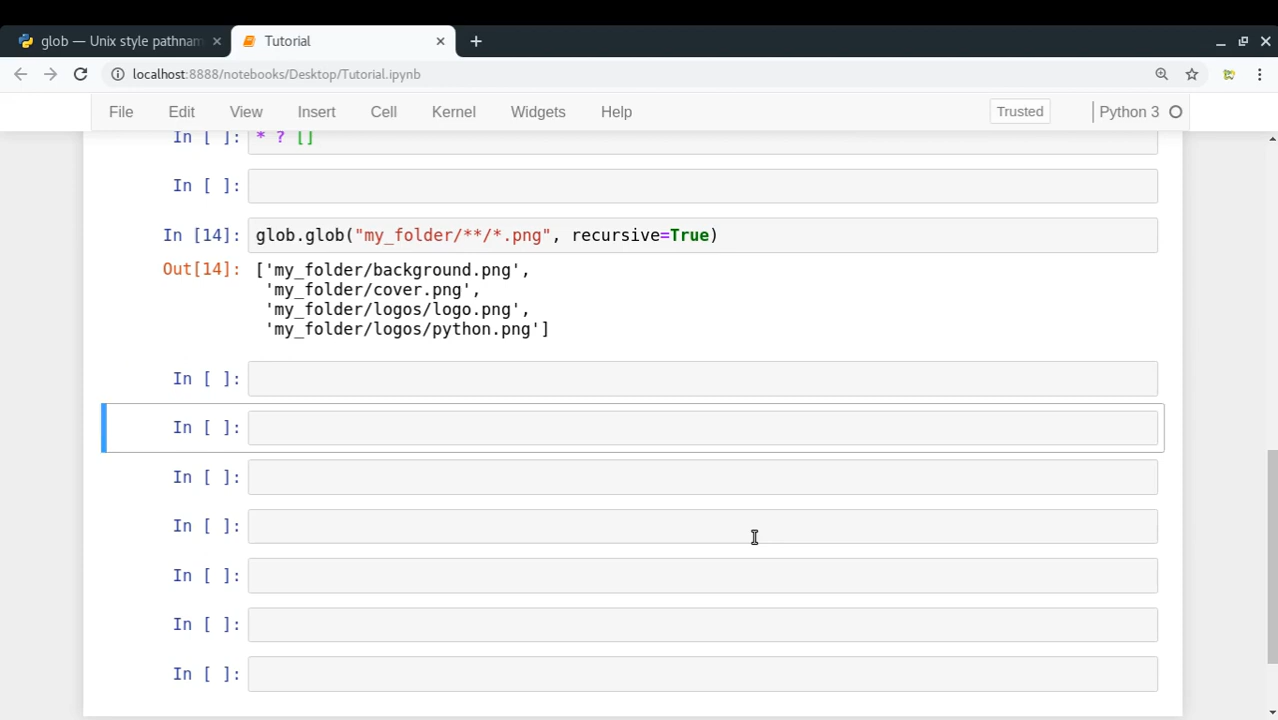 glob — Unix style pathnam
Tutorial
localhost:8888/notebooks/Desktop/Tutorial.ipynb
File Edit View Insert Cell Kernel Widgets Help Trusted Python 3
In [ ]: * ? []
In [ ]:
In [14]: glob.glob("my_folder/**/*.png", recursive=True)
Out[14]: ['my_folder/background.png',
'my_folder/cover.png',
'my_folder/logos/logo.png',
'my_folder/logos/python.png']
In [ ]:
In [ ]:
In [ ]:
In [ ]:
In [ ]:
In [ ]:
In [ ]: